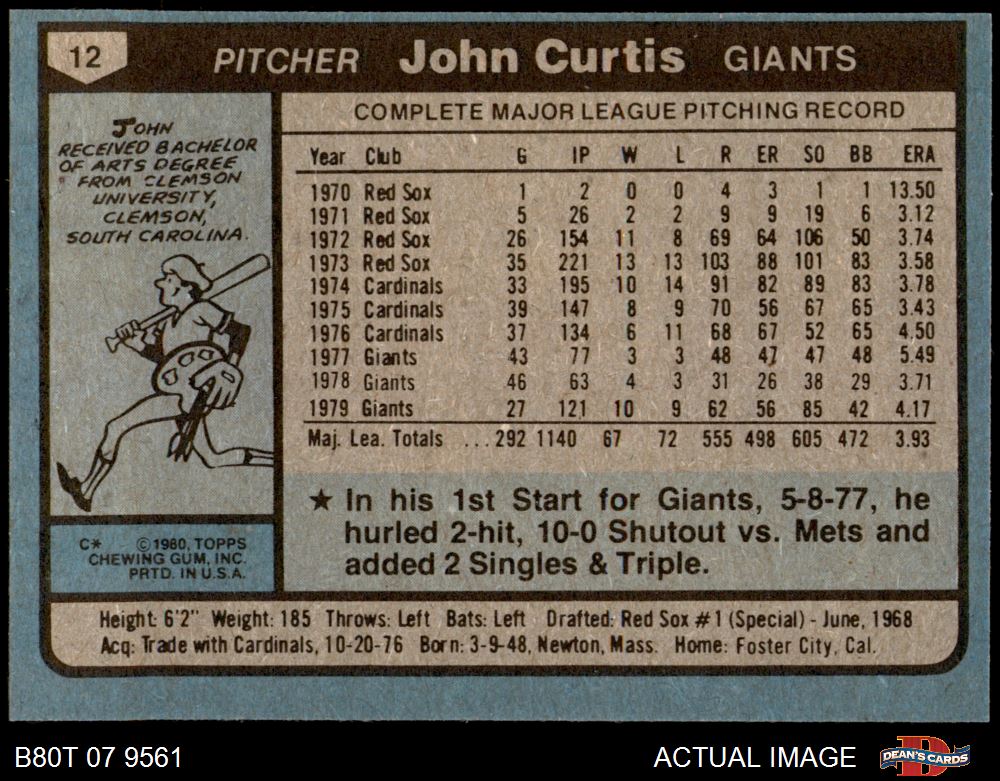 12 PITCHER John Curtis GIANTS
JOHN
RECEIVED BACHELOR
OF ARTS DEGREE
FROM CLEMSON
UNIVERSITY,
CLEMSON,
SOUTH CAROLINA.
C* ©1980, TOPPS
CHEWING GUM, INC.
PRTD. IN U.S.A.
COMPLETE MAJOR LEAGUE PITCHING RECORD
Year Club G IP W L R ER SO BB ERA
1970 Red Sox 1 2 0 0 4 3 1 1 13.50
1971 Red Sox 5 26 2 2 9 9 19 6 3.12
1972 Red Sox 26 154 11 8 69 64 106 50 3.74
1973 Red Sox 35 221 13 13 103 88 101 83 3.58
1974 Cardinals 33 195 10 14 91 82 89 83 3.78
1975 Cardinals 39 147 8 9 70 56 67 65 3.43
1976 Cardinals 37 134 6 11 68 67 52 65 4.50
1977 Giants 43 77 3 3 48 47 47 48 5.49
1978 Giants 46 63 4 3 31 26 38 29 3.71
1979 Giants 27 121 10 9 62 56 85 42 4.17
Maj. Lea. Totals ...292 1140 67 72 555 498 605 472 3.93
★ In his 1st Start for Giants, 5-8-77, he
hurled 2-hit, 10-0 Shutout vs. Mets and
added 2 Singles & Triple.
Height: 6'2" Weight: 185 Throws: Left Bats: Left Drafted: Red Sox #1 (Special) - June, 1968
Acq: Trade with Cardinals, 10-20-76 Born: 3-9-48, Newton, Mass. Home: Foster City, Cal.
B80T 07 9561 ACTUAL IMAGE DEAN'S CARDS